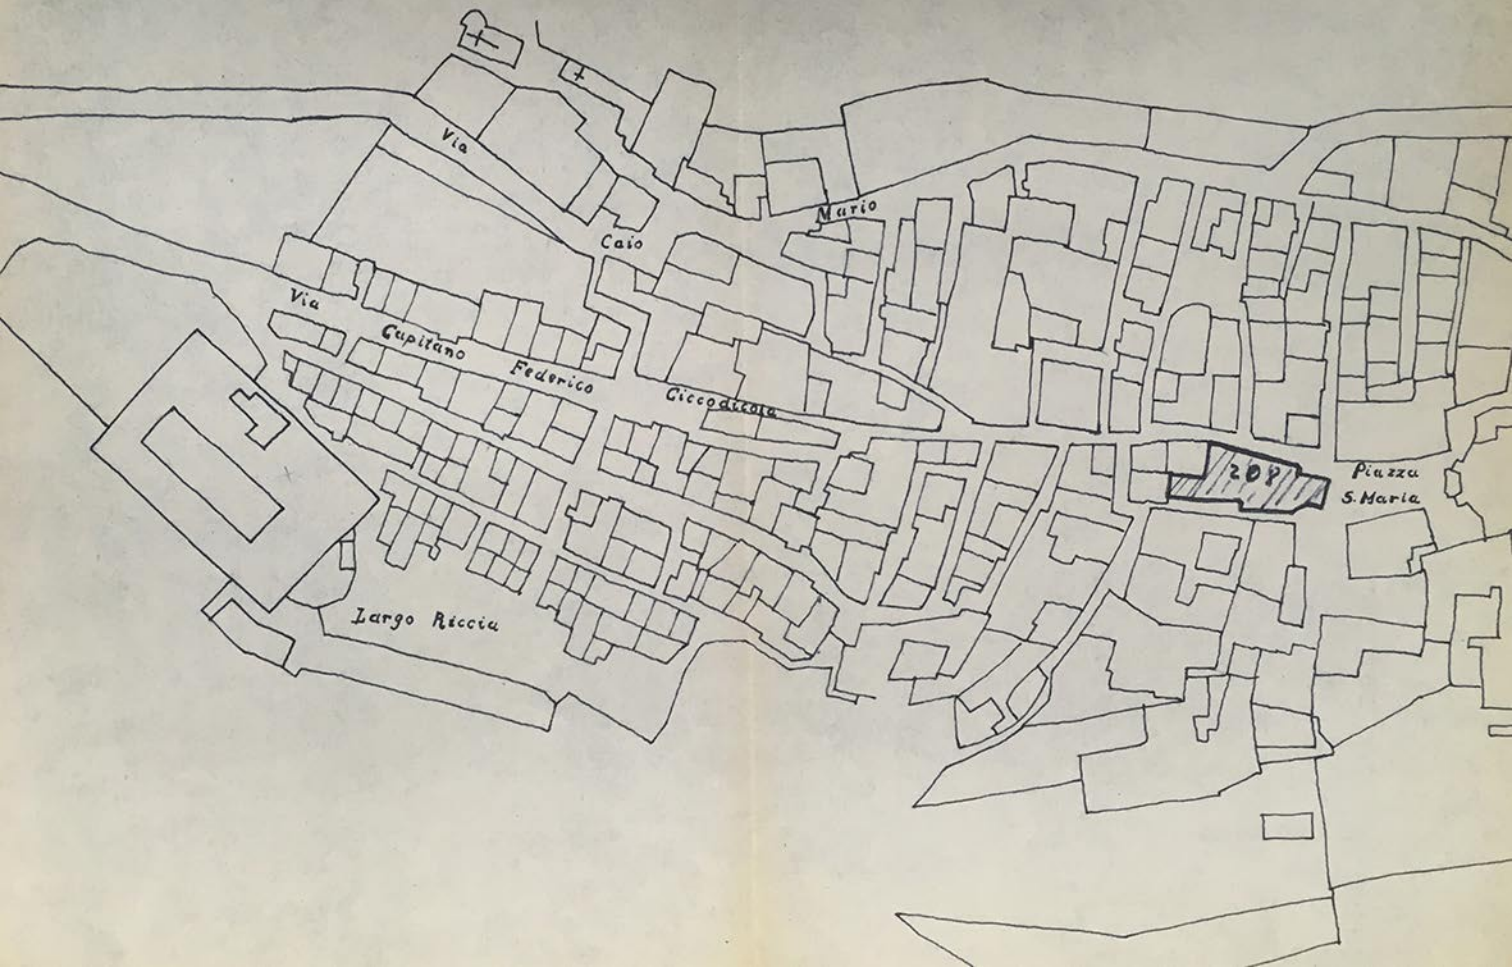 Via
Caio
Mario
Via
Capitano
Federico
Ciccodicola
208
Piazza
S. Maria
Largo Riccia